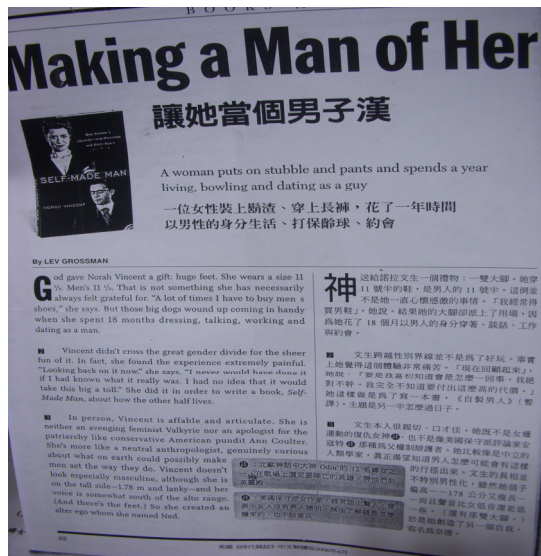 BOOKS
Making a Man of Her
讓她當個男子漢
SELF-MADE MAN
NORAH VINCENT
A woman puts on stubble and pants and spends a year
living, bowling and dating as a guy
一位女性裝上鬍渣、穿上長褲，花了一年時間
以男性的身分生活、打保齡球、約會
By LEV GROSSMAN
God gave Norah Vincent a gift: huge feet. She wears a size 11
½. Men's 11 ½. That is not something she has necessarily
always felt grateful for. "A lot of times I have to buy men's
shoes," she says. But those big dogs wound up coming in handy
when she spent 18 months dressing, talking, working and
dating as a man.
2 Vincent didn't cross the great gender divide for the sheer
fun of it. In fact, she found the experience extremely painful.
"Looking back on it now," she says, "I never would have done it
if I had known what it really was. I had no idea that it would
take this big a toll." She did it in order to write a book, Self-
Made Man, about how the other half lives.
3 In person, Vincent is affable and articulate. She is
neither an avenging feminist Valkyrie nor an apologist for the
patriarchy like conservative American pundit Ann Coulter.
She's more like a neutral anthropologist, genuinely curious
about what on earth could possibly make
men act the way they do. Vincent doesn't
look especially masculine, although she is
on the tall side—1.78 m and lanky—and her
voice is somewhat south of the alto range.
(And there's the feet.) So she created an
alter ego whom she named Ned.
神送給諾拉文生一個禮物：一雙大腳。她穿
11 號半的鞋，是男人的 11 號半。這倒並
不是她一直心懷感激的事情。「我經常得
買男鞋」，她說。結果她的大腳卻派上了用場，因
為她花了 18 個月以男人的身分穿著、談話、工作
與約會。
2 文生跨越性別界線並不是為了好玩。事實
上她覺得這個體驗非常痛苦。「現在回顧起來」，
她說，「要是我當初知道會是怎麼一回事，我絕
對不幹。我完全不知道要付出這麼高的代價。」
她這樣做是為了寫一本書，《自製男人》（暫
譯），主題是另一半怎麼過日子。
3 文生本人很親切、口才佳。她既不是女權
運動的復仇女神，也不是像美國保守派評論家安
寇特那種為父權制辯護者。她比較像是中立的
人類學家，真正渴望知道男人怎麼可能會有這樣
的行徑出來。文生的長相並
不特別男性化，雖然她個子
偏高——178 公分又瘦長——
而且聲音比女低音還更低
一些。（還有那雙大腳。）
於是她創造了另一個自我，
取名為奈德。
68